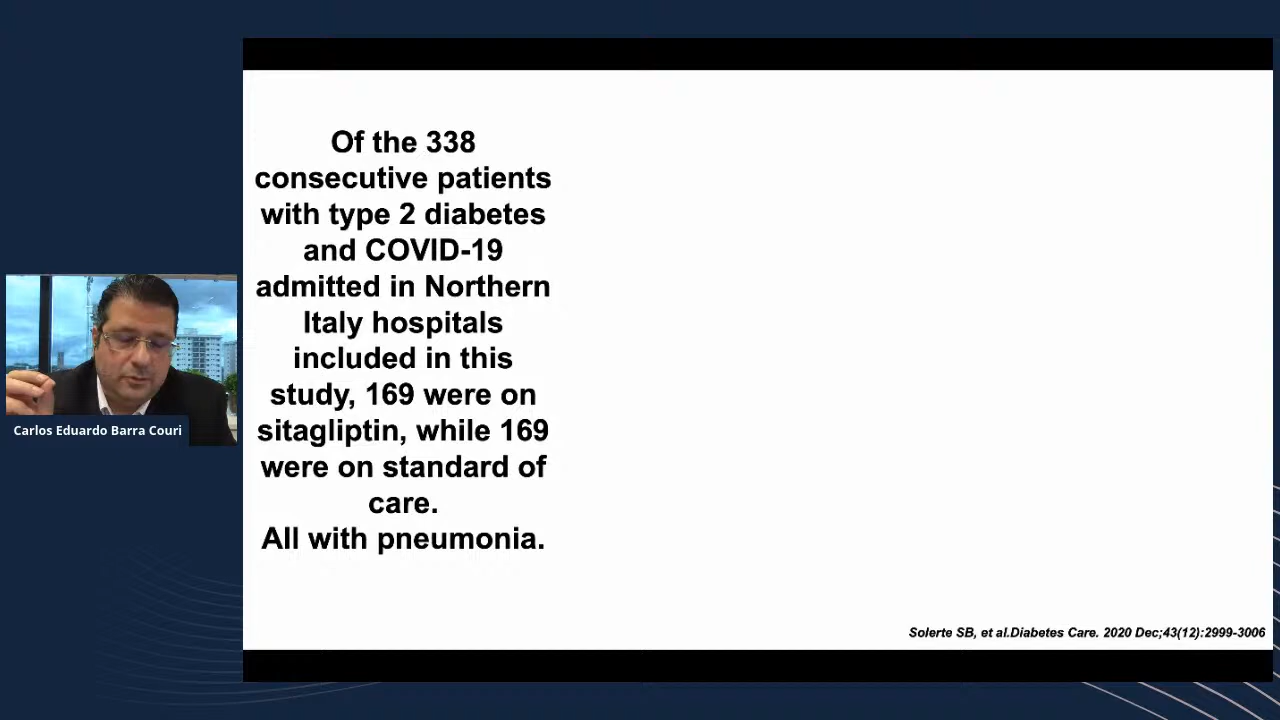 Of the 338
consecutive patients
with type 2 diabetes
and COVID-19
admitted in Northern
Italy hospitals
included in this
study, 169 were on
sitagliptin, while 169
were on standard of
care.
All with pneumonia.
Carlos Eduardo Barra Couri
Solerte SB, et al.Diabetes Care. 2020 Dec;43(12):2999-3006